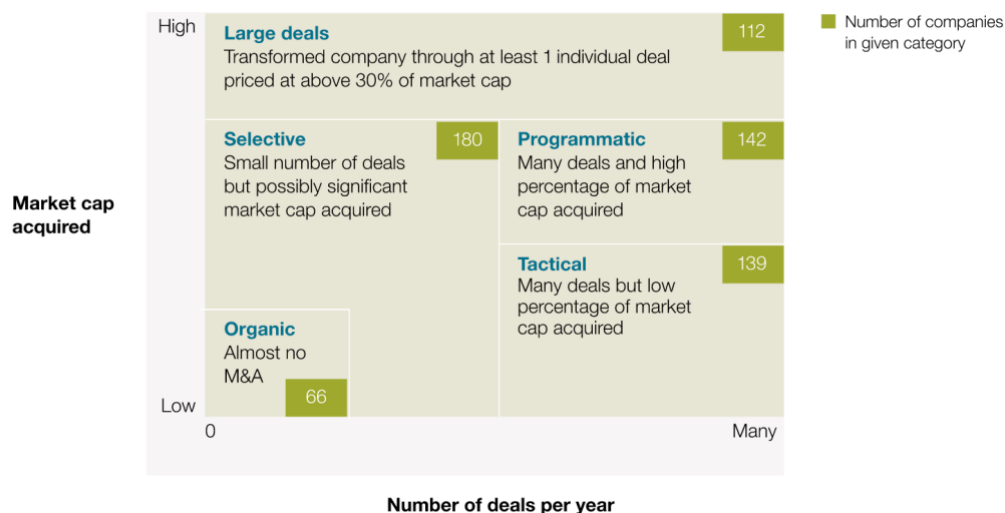 High
Large deals
112
Transformed company through at least 1 individual deal
priced at above 30% of market cap
Number of companies
in given category
Selective
180
Small number of deals
but possibly significant
market cap acquired
Programmatic
142
Many deals and high
percentage of market
cap acquired
Market cap
acquired
Tactical
139
Many deals but low
percentage of market
cap acquired
Organic
Almost no
M&A
66
Low
0
Many
Number of deals per year